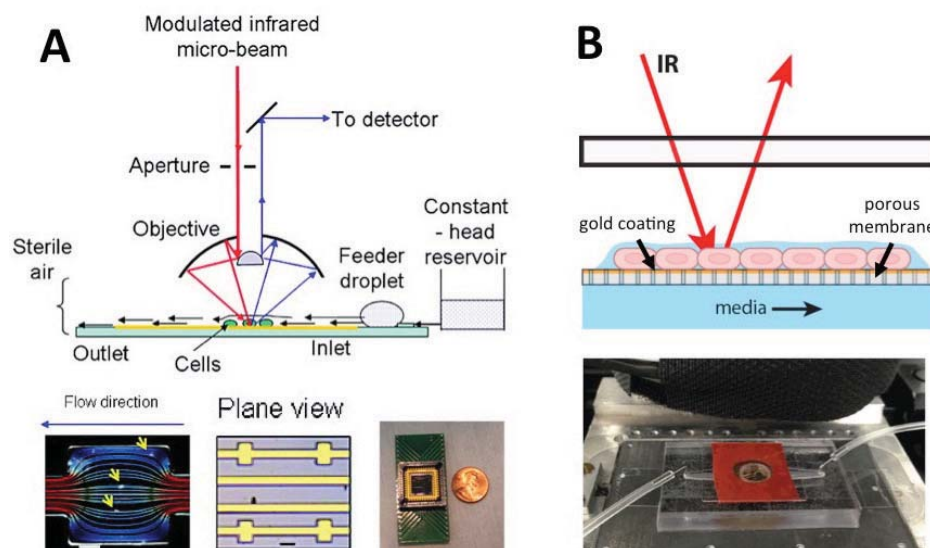 A
Modulated infrared
micro-beam
To detector
Aperture
Objective
Constant
- head
reservoir
Feeder
droplet
Sterile
air
Outlet
Cells
Inlet
Flow direction
Plane view
B
IR
gold coating
porous
membrane
media